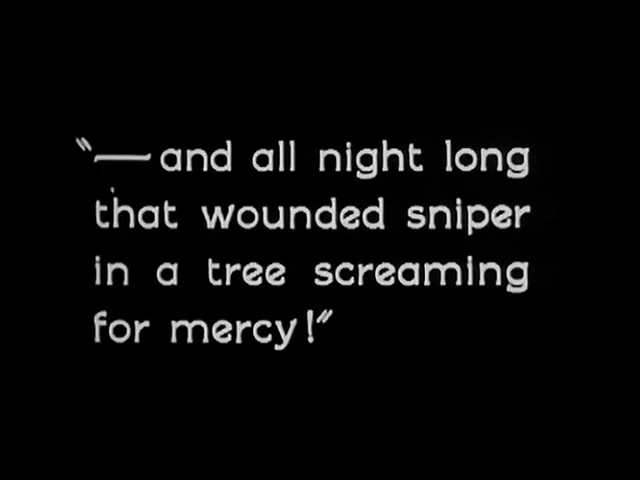 "—and all night long
that wounded sniper
in a tree screaming
for mercy!"